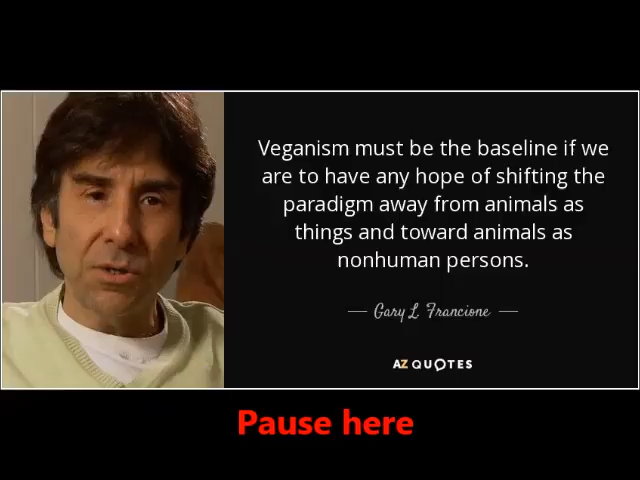 Veganism must be the baseline if we
are to have any hope of shifting the
paradigm away from animals as
things and toward animals as
nonhuman persons.
Gary L. Francione
AZ QUOTES
Pause here